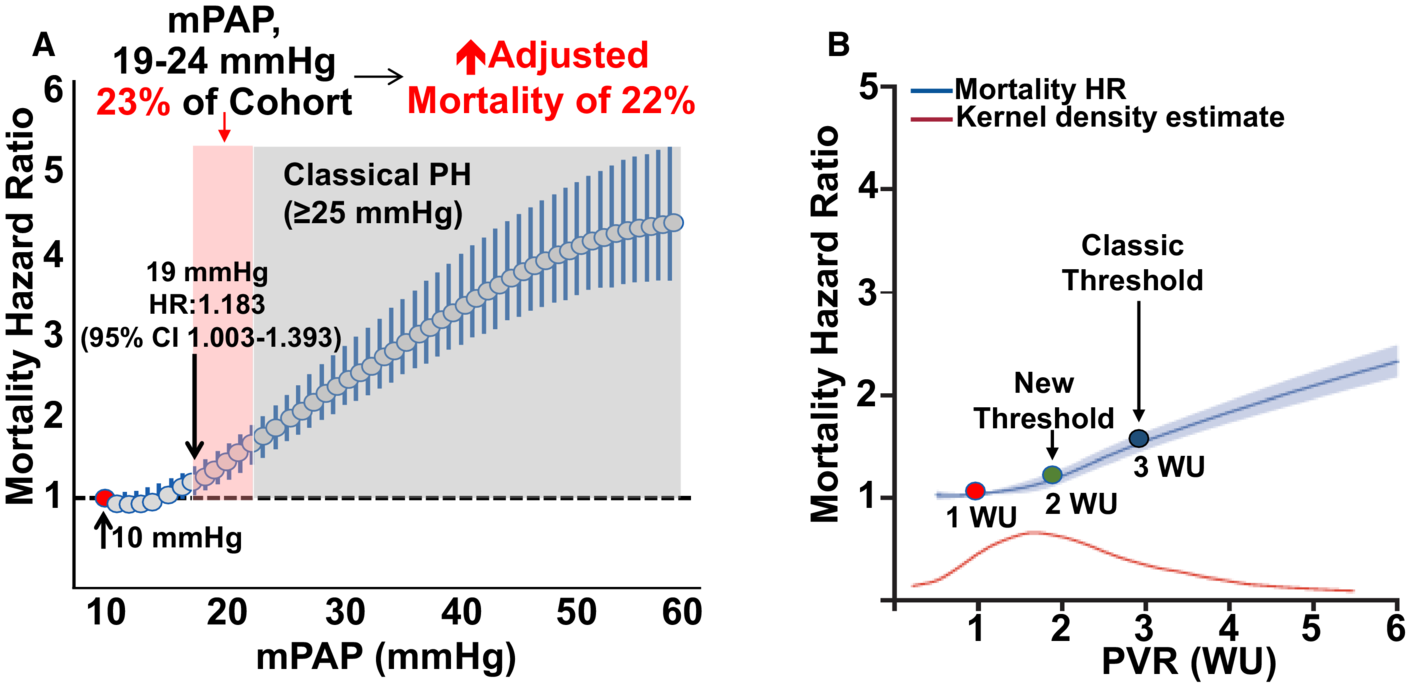 A
mPAP,
19-24 mmHg
23% of Cohort
Adjusted
Mortality of 22%
Mortality Hazard Ratio
6
5
4
3
2
1
Classical PH
(≥25 mmHg)
19 mmHg
HR:1.183
(95% CI 1.003-1.393)
10 mmHg
10 20 30 40 50 60
mPAP (mmHg)
B
Mortality HR
Kernel density estimate
Mortality Hazard Ratio
5
4
3
2
1
Classic
Threshold
New
Threshold
1 WU
2 WU
3 WU
1 2 3 4 5 6
PVR (WU)